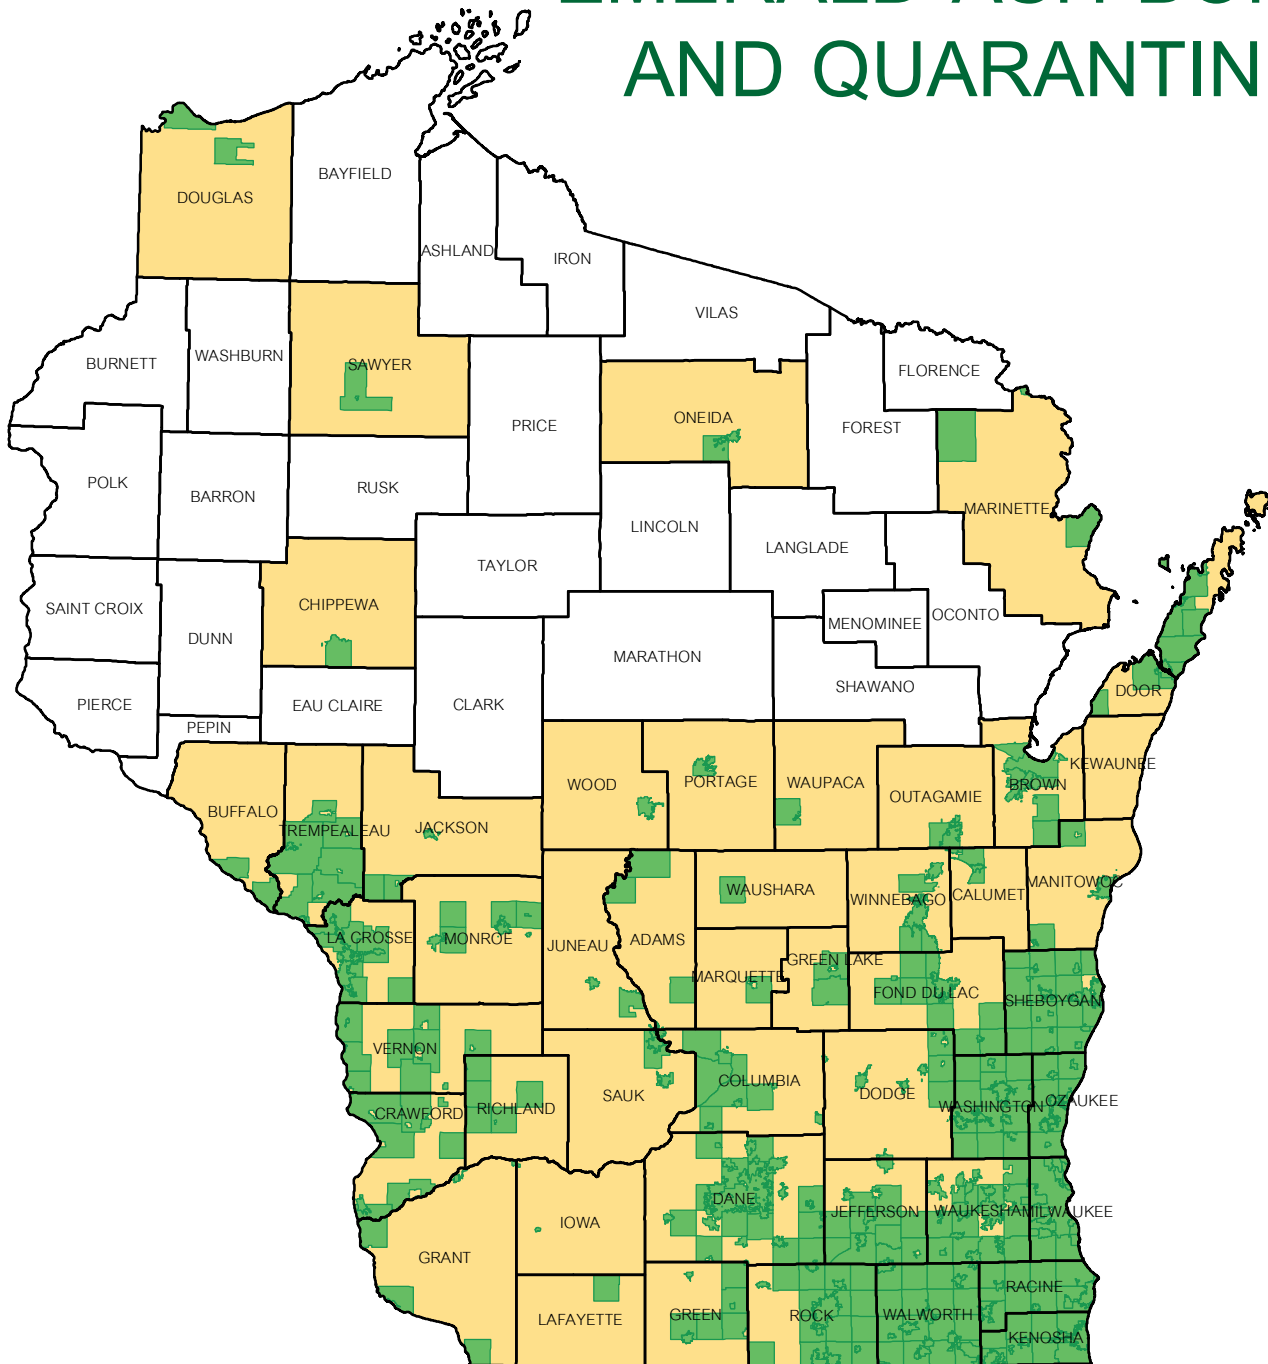 EMERALD ASH BOR
AND QUARANTIN
DOUGLAS
BAYFIELD
ASHLAND
IRON
VILAS
BURNETT
WASHBURN
SAWYER
FLORENCE
PRICE
ONEIDA
FOREST
POLK
BARRON
RUSK
LINCOLN
MARINETTE
TAYLOR
LANGLADE
SAINT CROIX
CHIPPEWA
OCONTO
DUNN
MENOMINEE
MARATHON
SHAWANO
DOOR
PIERCE
EAU CLAIRE
CLARK
PEPIN
KEWAUNEE
WOOD
PORTAGE
WAUPACA
BROWN
OUTAGAMIE
BUFFALO
TREMPEALEAU
JACKSON
WAUSHARA
WINNEBAGO
CALUMET
MANITOWOC
LA CROSSE
MONROE
JUNEAU
ADAMS
GREEN LAKE
MARQUETTE
FOND DU LAC
SHEBOYGAN
VERNON
COLUMBIA
SAUK
DODGE
WASHINGTON
OZAUKEE
CRAWFORD
RICHLAND
DANE
JEFFERSON
WAUKESHA
MILWAUKEE
IOWA
GRANT
RACINE
LAFAYETTE
GREEN
ROCK
WALWORTH
KENOSHA